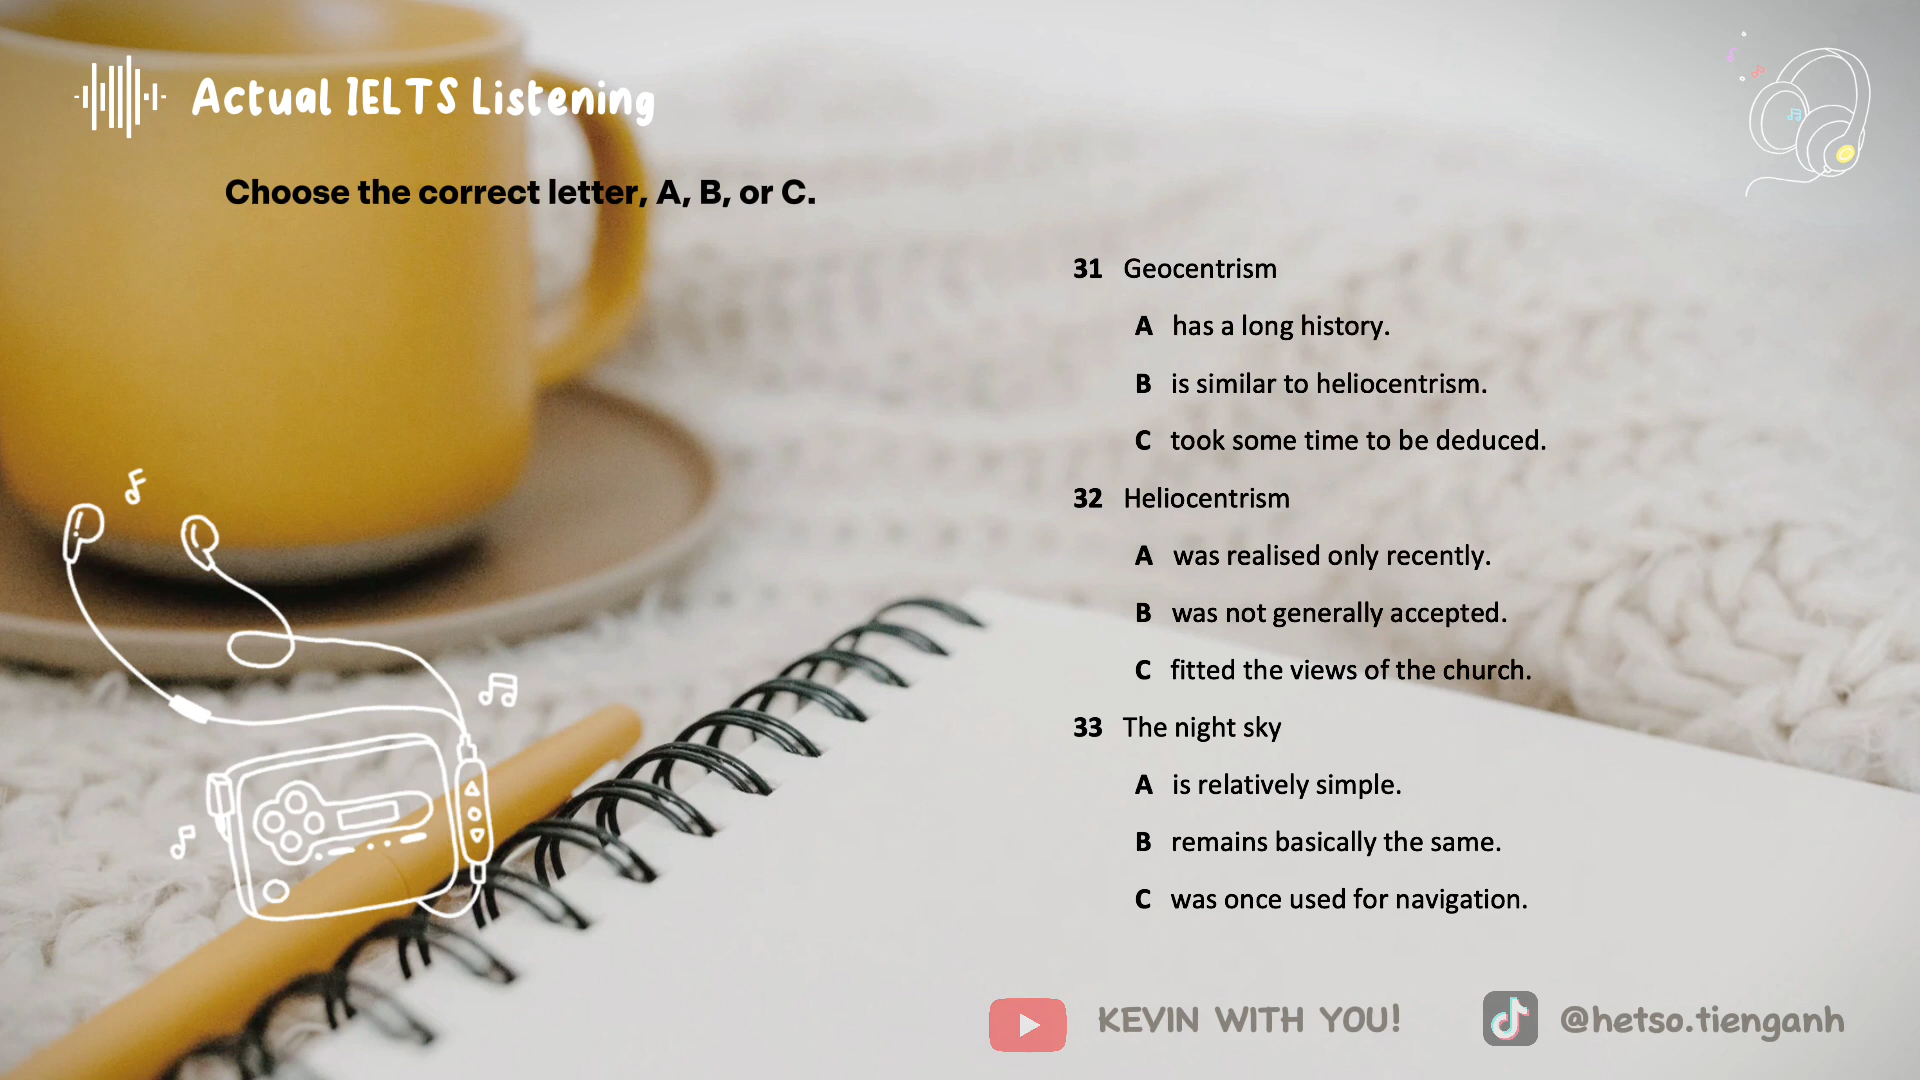 Actual IELTS Listening
Choose the correct letter, A, B, or C.
31 Geocentrism
A has a long history.
B is similar to heliocentrism.
C took some time to be deduced.
32 Heliocentrism
A was realised only recently.
B was not generally accepted.
C fitted the views of the church.
33 The night sky
A is relatively simple.
B remains basically the same.
C was once used for navigation.
KEVIN WITH YOU!
@hetso.tienganh